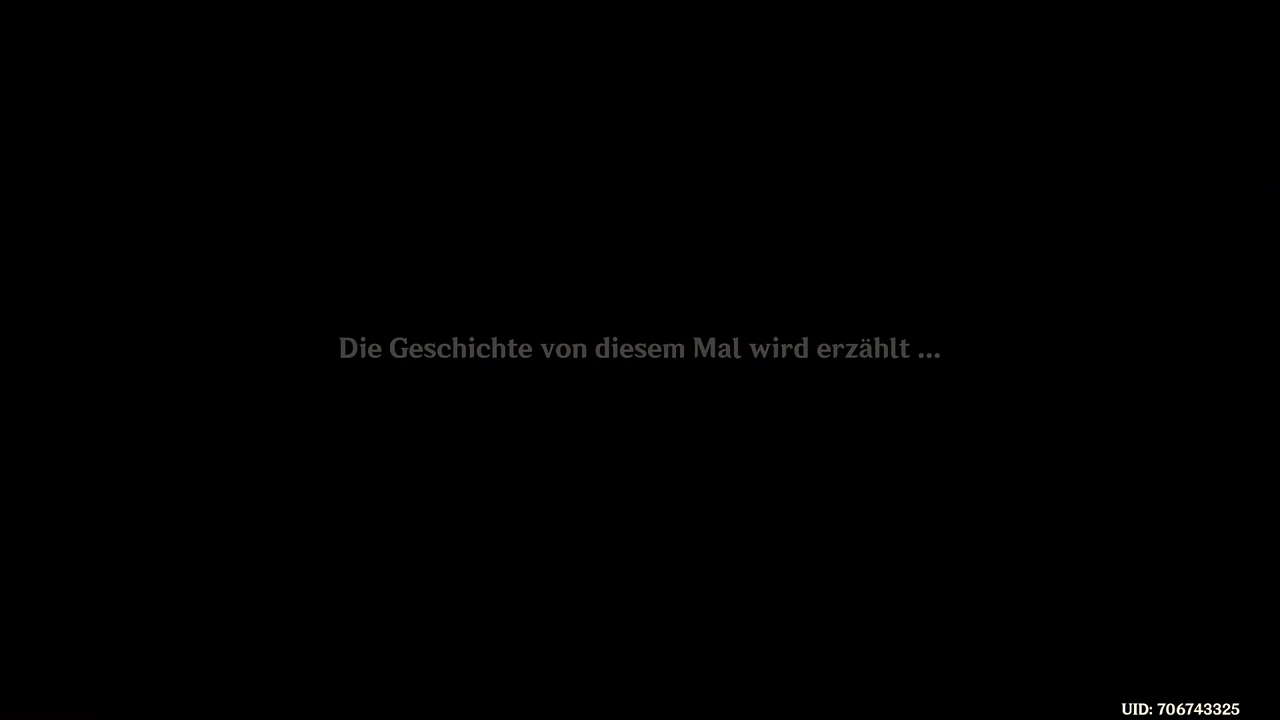 Die Geschichte von diesem Mal wird erzählt ...
UID: 706743325